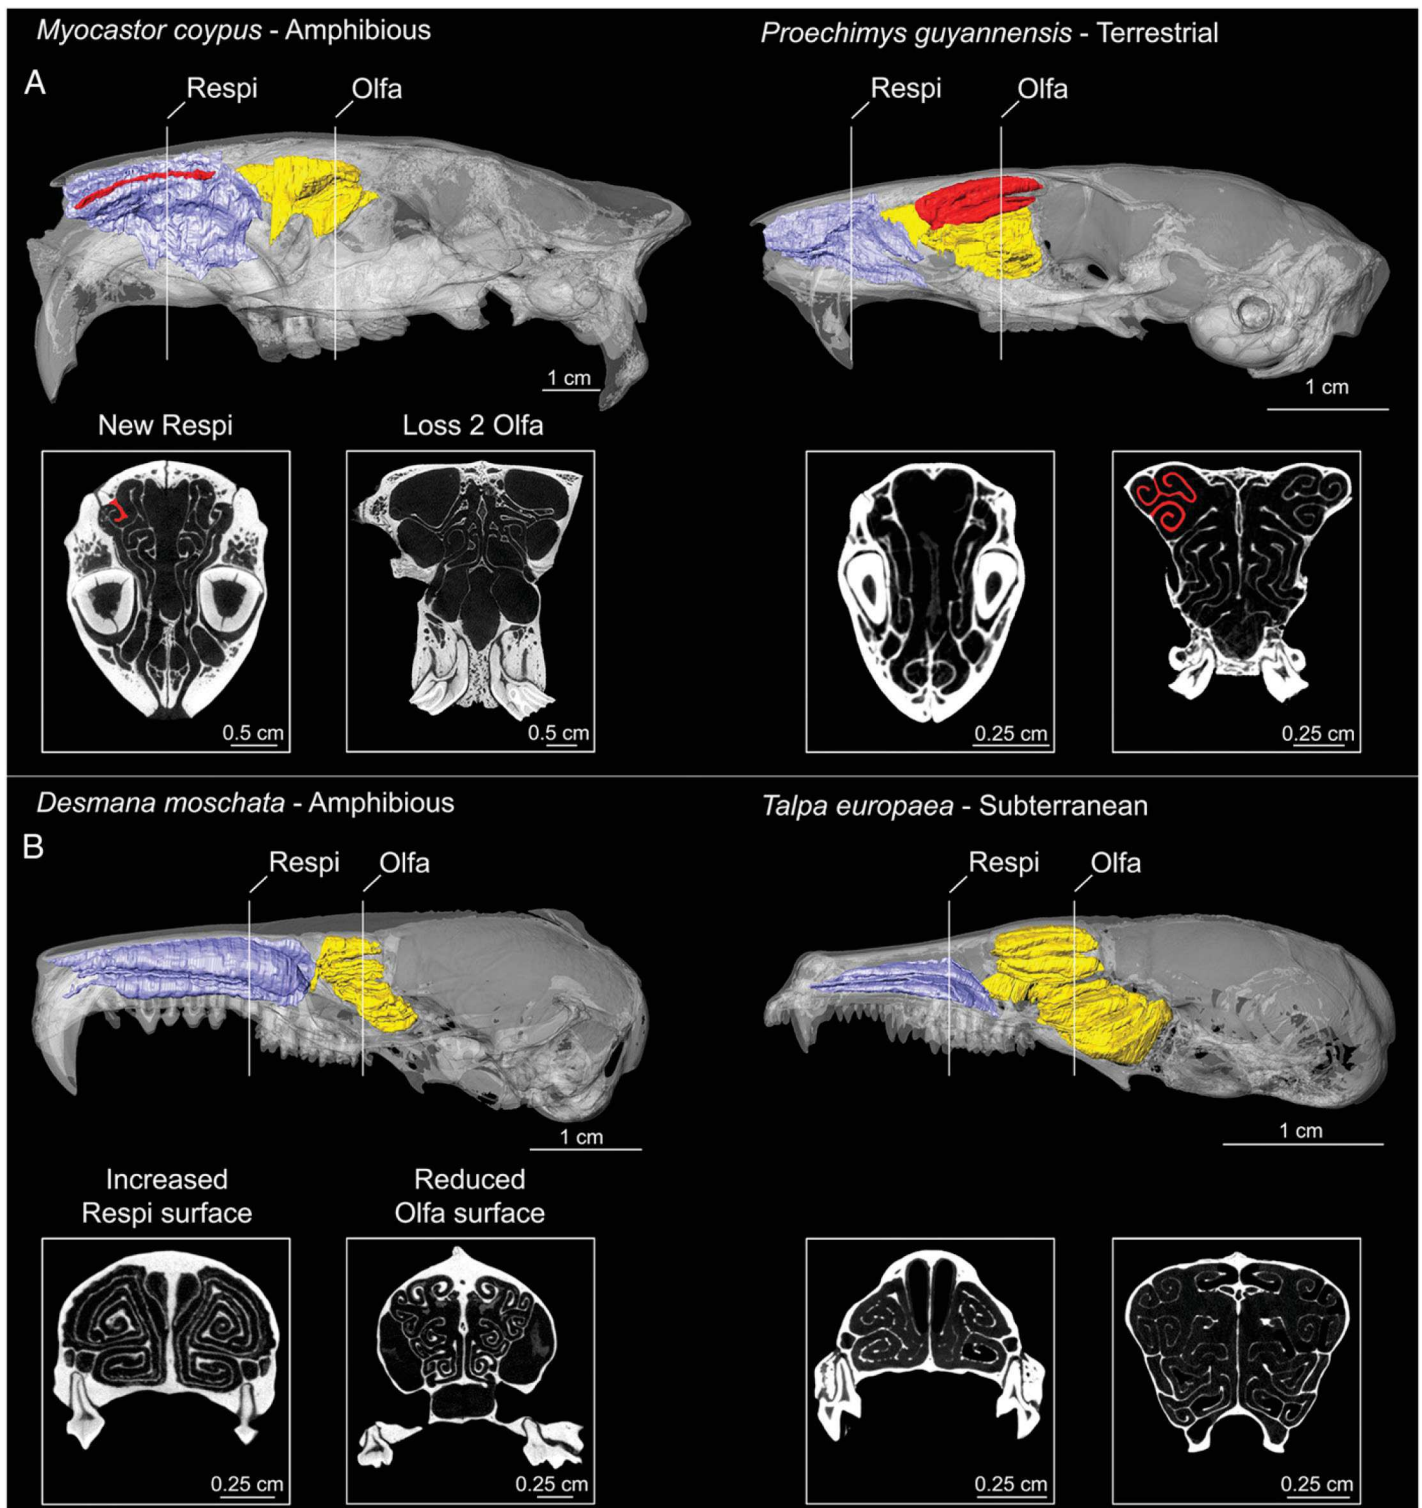 Myocastor coypus - Amphibious
Proechimys guyannensis - Terrestrial
A
Respi
Olfa
Respi
Olfa
1 cm
1 cm
New Respi
Loss 2 Olfa
0.5 cm
0.5 cm
0.25 cm
0.25 cm
Desmana moschata - Amphibious
Talpa europaea - Subterranean
B
Respi
Olfa
Respi
Olfa
1 cm
1 cm
Increased
Respi surface
Reduced
Olfa surface
0.25 cm
0.25 cm
0.25 cm
0.25 cm